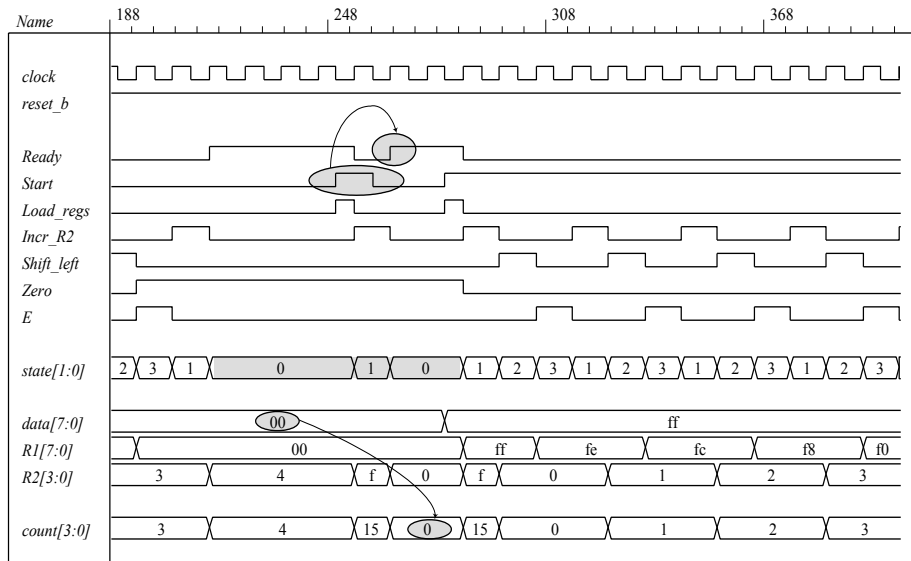 Name 188 248 308 368
clock
reset_b
Ready
Start
Load_regs
Incr_R2
Shift_left
Zero
E
state[1:0] 2 3 1 0 1 0 1 2 3 1 2 3 1 2 3 1 2 3
data[7:0] 00 ff
R1[7:0] 00 ff fe fc f8 f0
R2[3:0] 3 4 f 0 f 0 1 2 3
count[3:0] 3 4 15 0 15 0 1 2 3